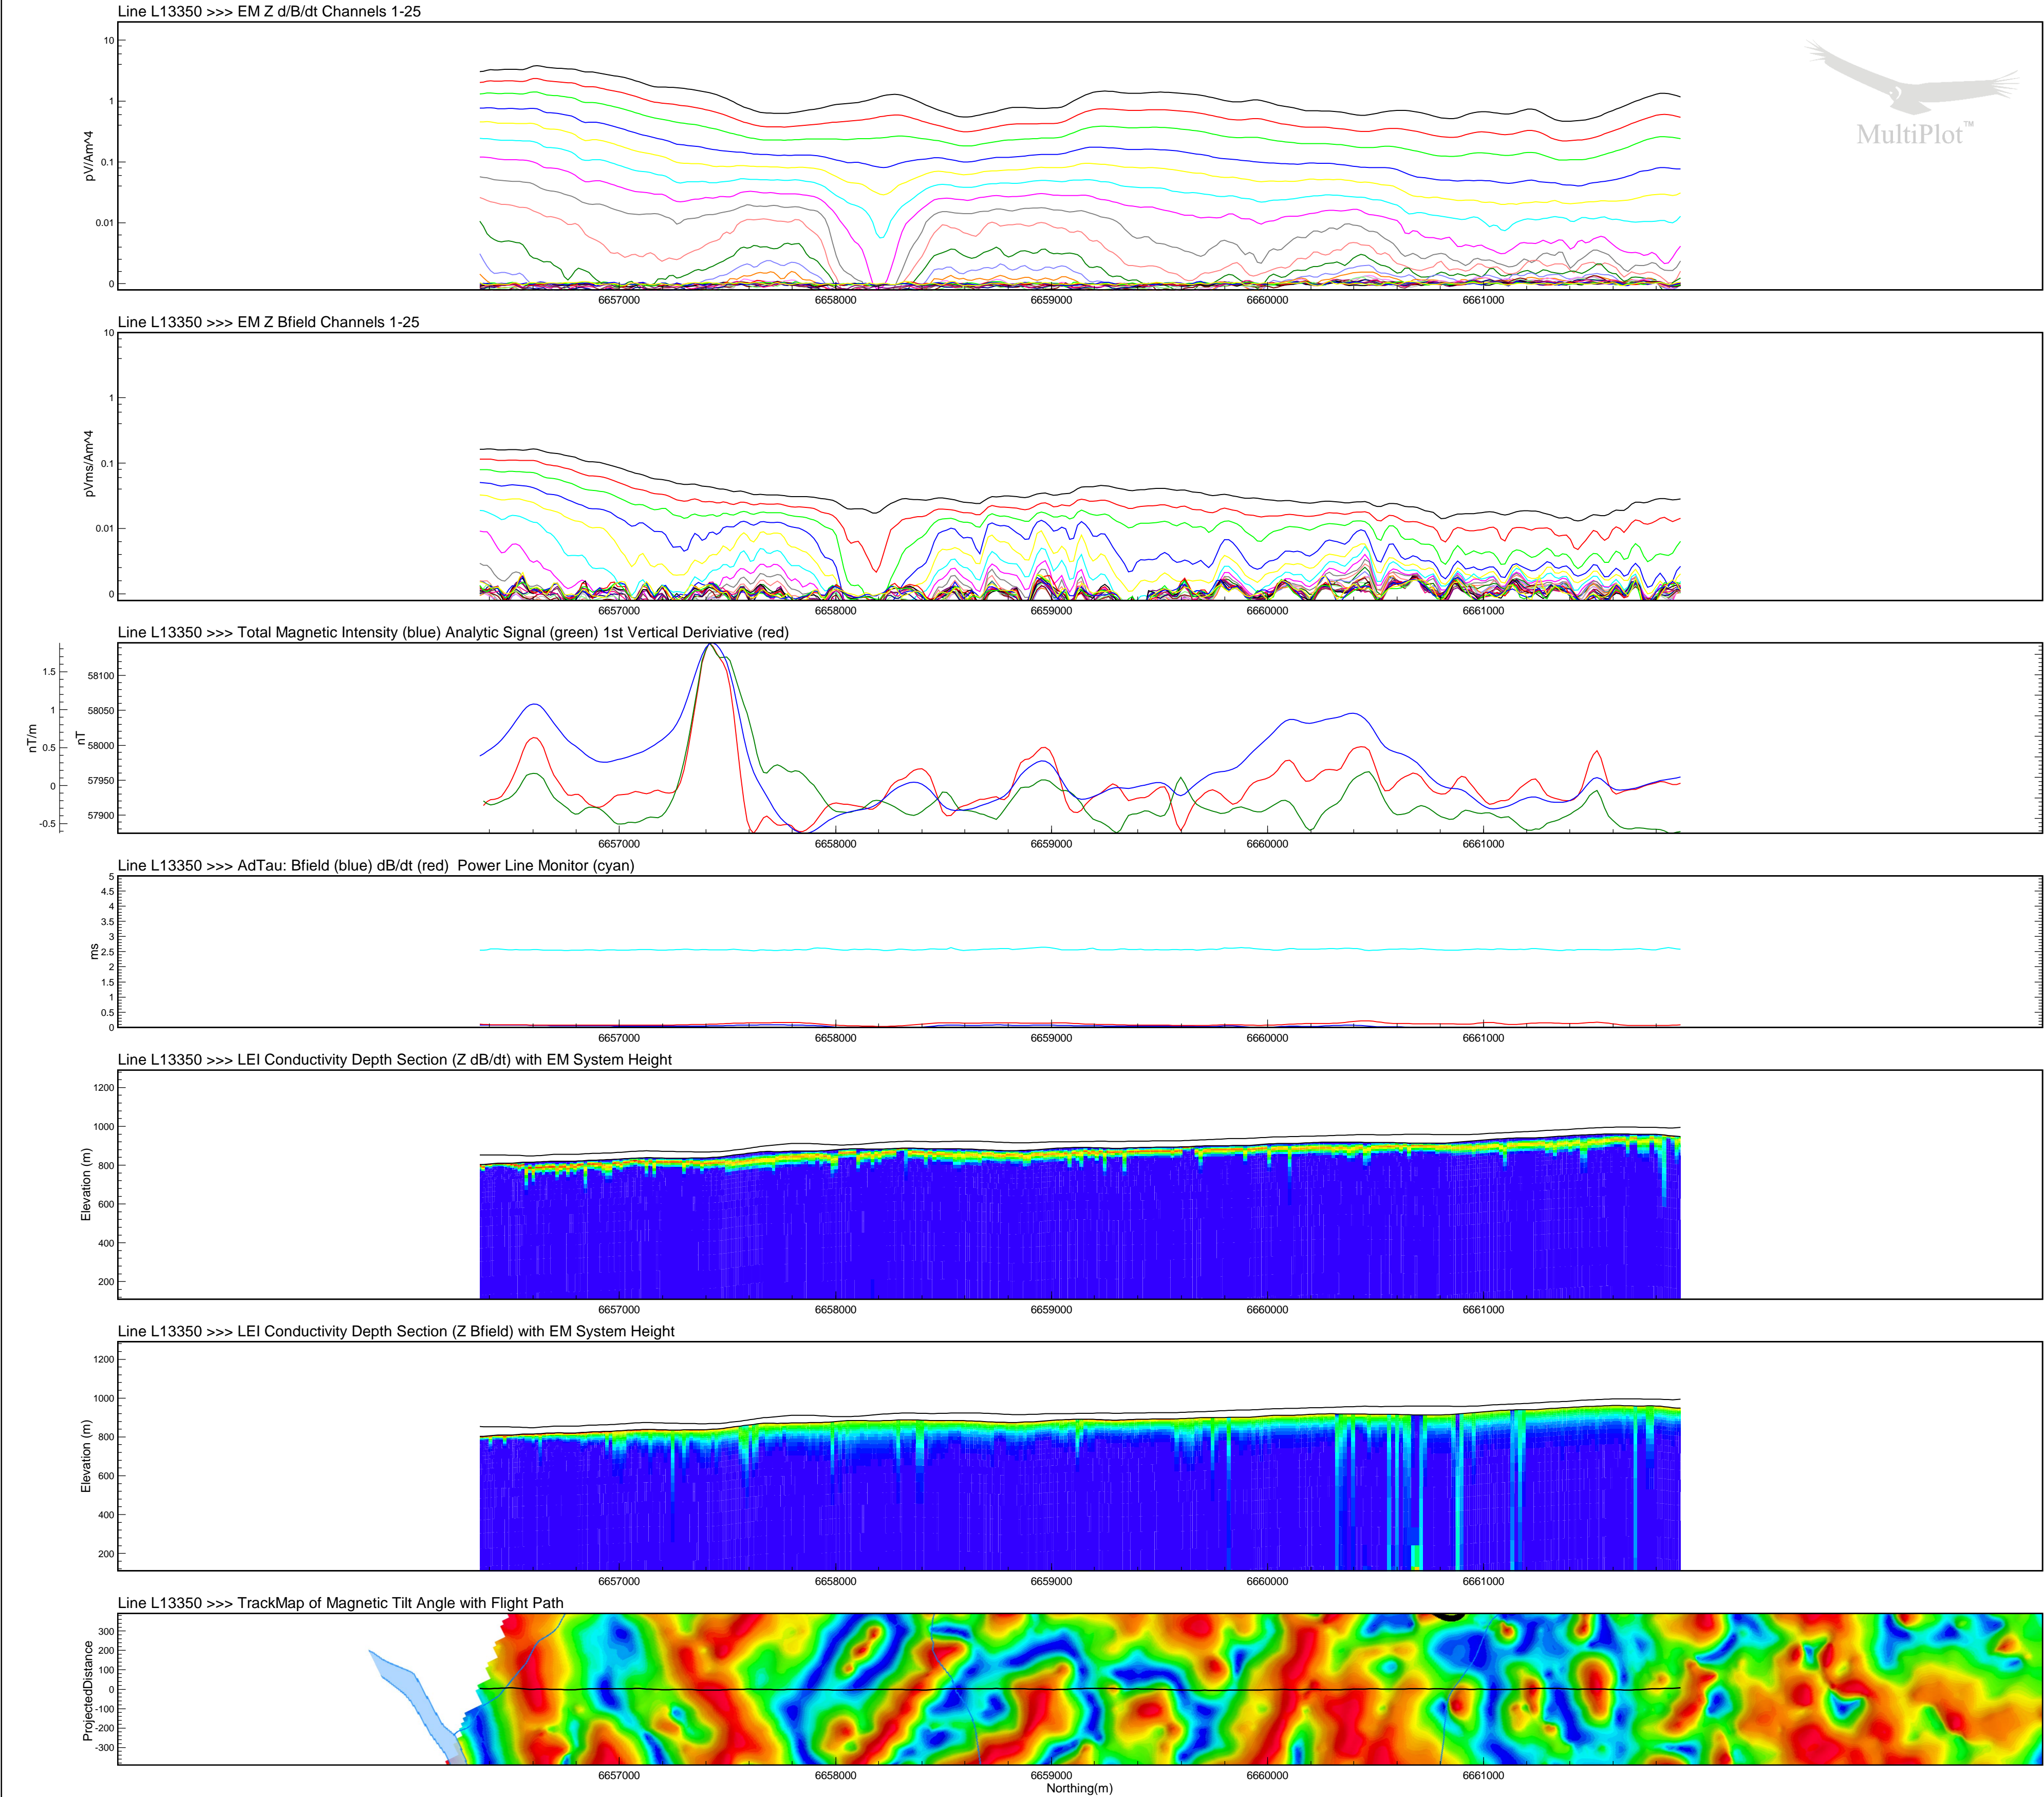 Line L13350 >>> EM Z d/B/dt Channels 1-25
10
1
0.1
0.01
0
pV/Am^4
MultiPlot™
6657000 6658000 6659000 6660000 6661000
Line L13350 >>> EM Z Bfield Channels 1-25
10
1
0.1
0.01
0
pVms/Am^4
6657000 6658000 6659000 6660000 6661000
Line L13350 >>> Total Magnetic Intensity (blue) Analytic Signal (green) 1st Vertical Deriviative (red)
1.5
1
0.5
0
-0.5
nT/m
58100
58050
58000
57950
57900
nT
6657000 6658000 6659000 6660000 6661000
Line L13350 >>> AdTau: Bfield (blue) dB/dt (red) Power Line Monitor (cyan)
5
4.5
4
3.5
3
2.5
2
1.5
1
0.5
0
ms
6657000 6658000 6659000 6660000 6661000
Line L13350 >>> LEI Conductivity Depth Section (Z dB/dt) with EM System Height
1200
1000
800
600
400
200
Elevation (m)
6657000 6658000 6659000 6660000 6661000
Line L13350 >>> LEI Conductivity Depth Section (Z Bfield) with EM System Height
1200
1000
800
600
400
200
Elevation (m)
6657000 6658000 6659000 6660000 6661000
Line L13350 >>> TrackMap of Magnetic Tilt Angle with Flight Path
300
200
100
0
-100
-200
-300
ProjectedDistance
6657000 6658000 6659000 6660000 6661000
Northing(m)